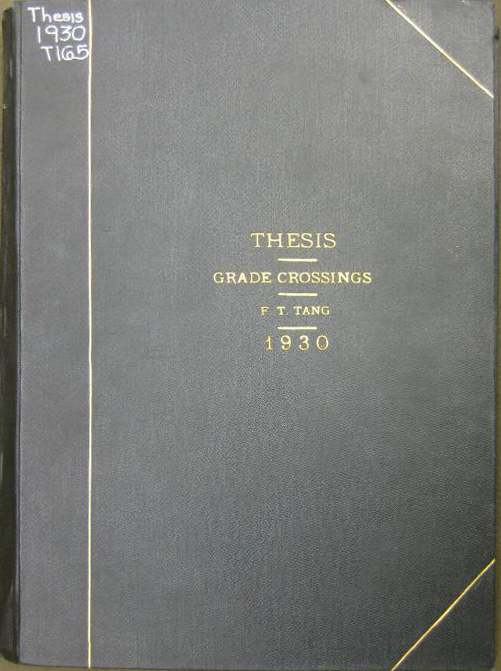 Thesis
1930
T165
THESIS
GRADE CROSSINGS
F. T. TANG
1930